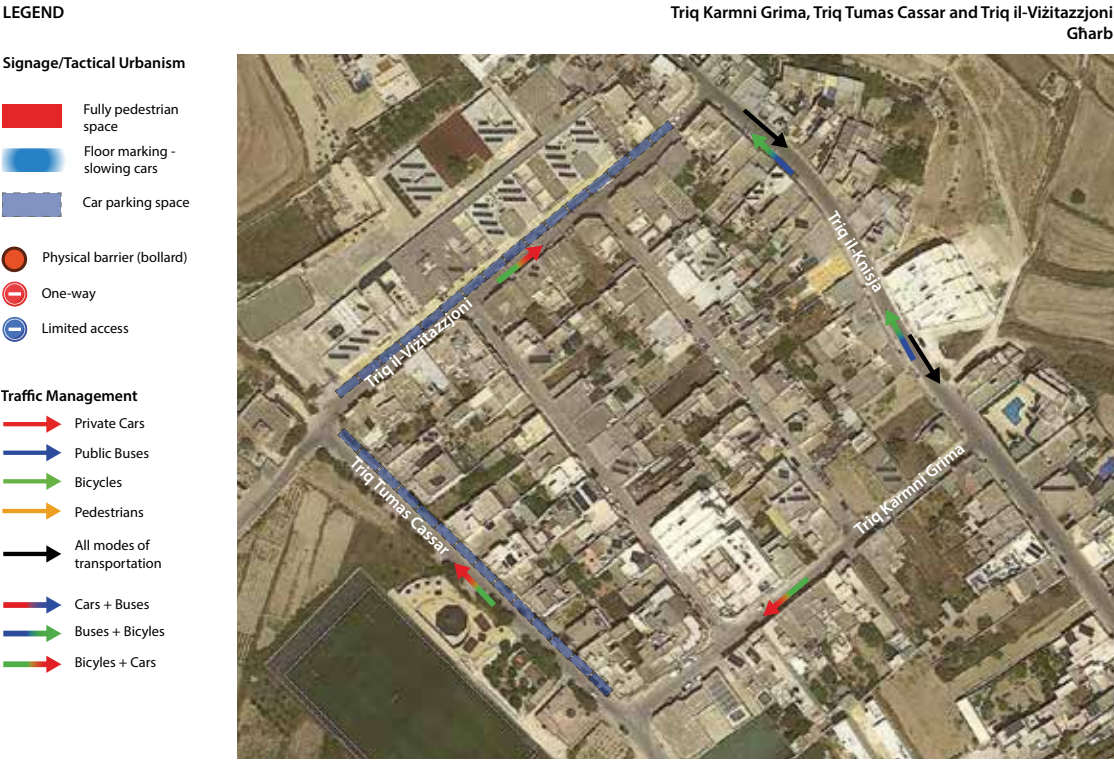 LEGEND
Triq Karmni Grima, Triq Tumas Cassar and Triq il-Viżitazzjoni
Għarb
Signage/Tactical Urbanism
Fully pedestrian
space
Floor marking -
slowing cars
Car parking space
Physical barrier (bollard)
One-way
Limited access
Traffic Management
Private Cars
Public Buses
Bicycles
Pedestrians
All modes of
transportation
Cars + Buses
Buses + Bicyles
Bicyles + Cars
Triq il-Knisja
Triq il-Viżitazzjoni
Triq Tumas Cassar
Triq Karmni Grima